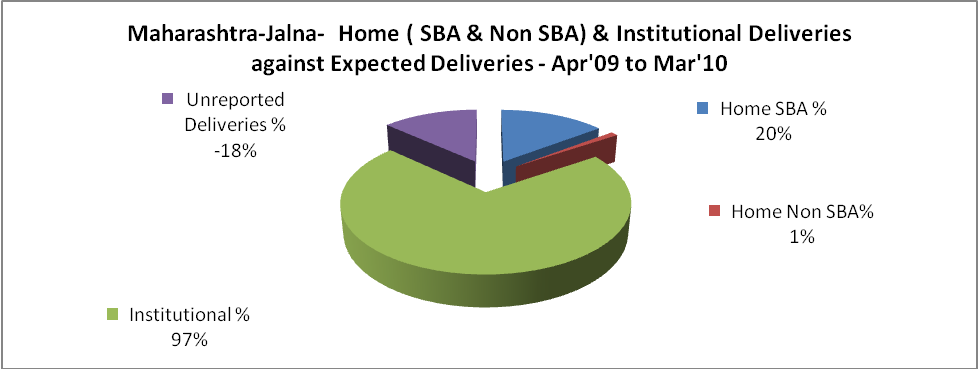 Maharashtra-Jalna- Home ( SBA & Non SBA) & Institutional Deliveries
against Expected Deliveries - Apr'09 to Mar'10
Unreported
Deliveries %
-18%
Home SBA %
20%
Home Non SBA%
1%
Institutional %
97%